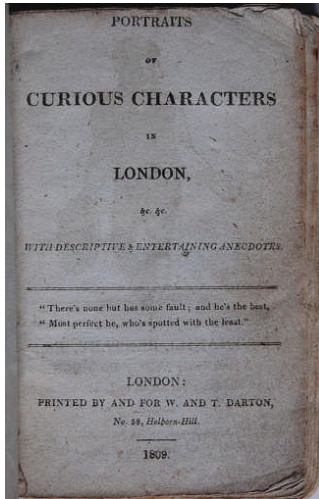 PORTRAITS
OF
CURIOUS CHARACTERS
IN
LONDON,
&c. &c.
WITH DESCRIPTIVE & ENTERTAINING ANECDOTES.
"There's none but has some fault; and he's the best,
"Most perfect he, who's spotted with the least."
LONDON:
PRINTED BY AND FOR W. AND T. DARTON,
No. 58, Holborn-Hill.
1809.